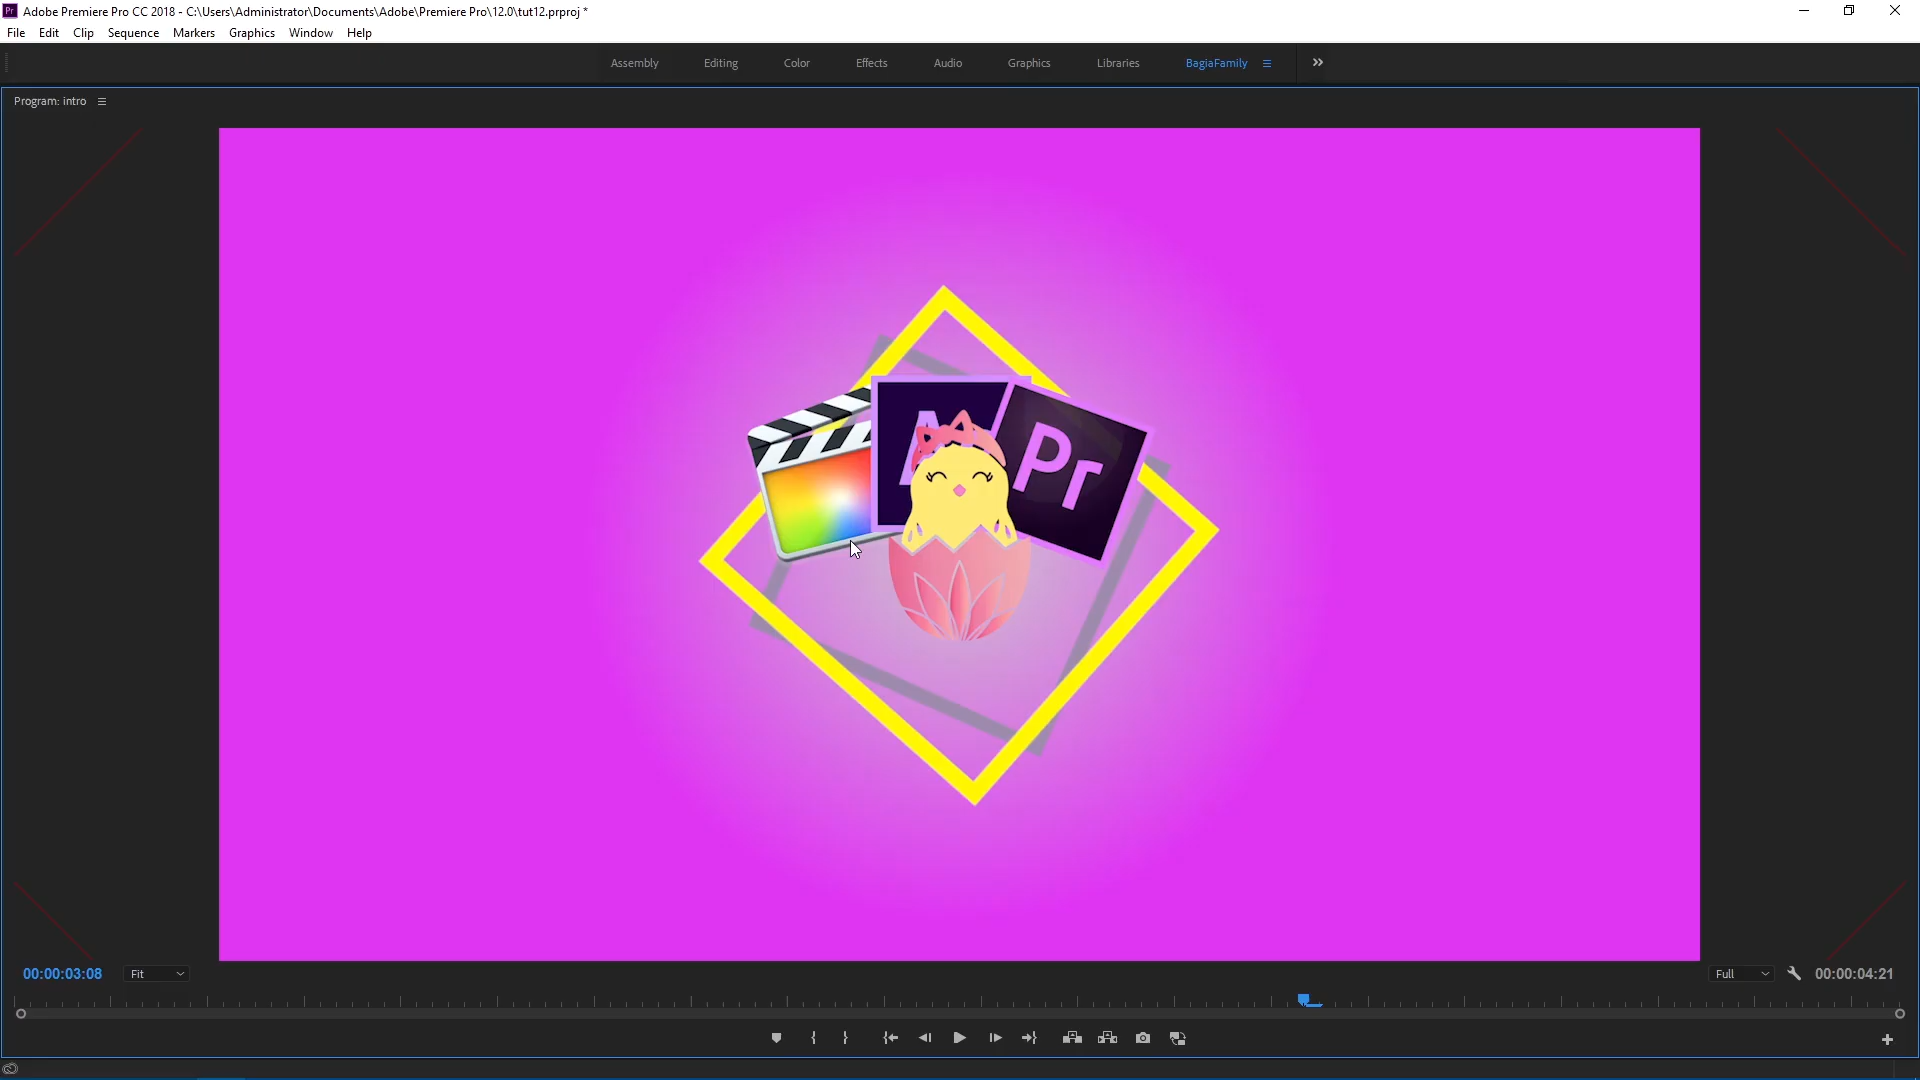 Pr Adobe Premiere Pro CC 2018 - C:\Users\Administrator\Documents\Adobe\Premiere Pro\12.0\tut12.prproj *
File Edit Clip Sequence Markers Graphics Window Help
Assembly Editing Color Effects Audio Graphics Libraries BagiaFamily
Program: intro
Pr
00:00:03:08 Fit Full 00:00:04:21